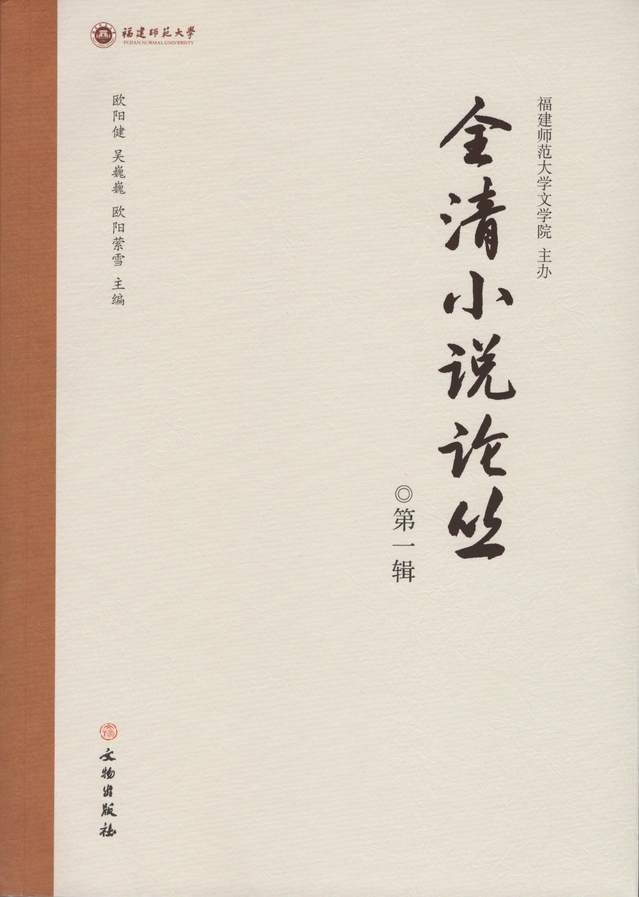 福建师范大学
FUJIAN NORMAL UNIVERSITY
福建师范大学文学院 主办
全清小说论丛
◎第一辑
欧阳健 吴巍巍 欧阳萦雪 主编
文物出版社